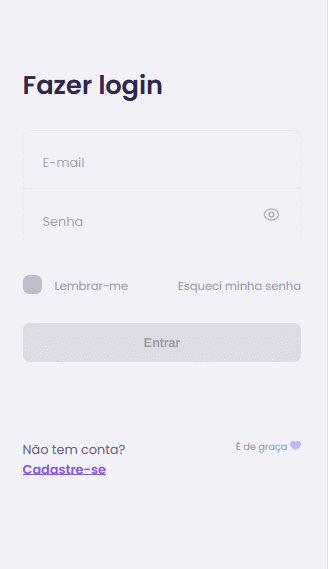 Fazer login
E-mail
Senha
Lembrar-me Esqueci minha senha
Entrar
Não tem conta? É de graça 💜
Cadastre-se